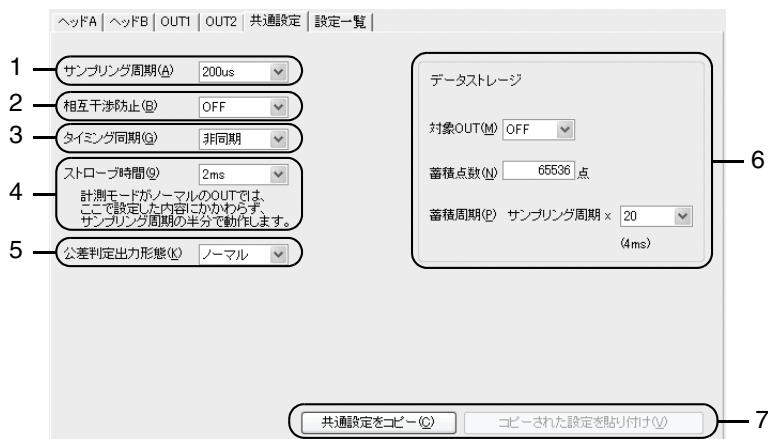 ヘッドA ヘッドB OUT1 OUT2 共通設定 設定一覧
1 サンプリング周期(A) 200us
2 相互干渉防止(B) OFF
3 タイミング同期(G) 非同期
4 ストローブ時間(9) 2ms
計測モードがノーマルのOUTでは、
ここで設定した内容にかかわらず、
サンプリング周期の半分で動作します。
5 公差判定出力形態(K) ノーマル
データストレージ
対象OUT(M) OFF
蓄積点数(N) 65536 点
蓄積周期(P) サンプリング周期 × 20
(4ms)
6
共通設定をコピー(C) コピーされた設定を貼り付け(V)
7